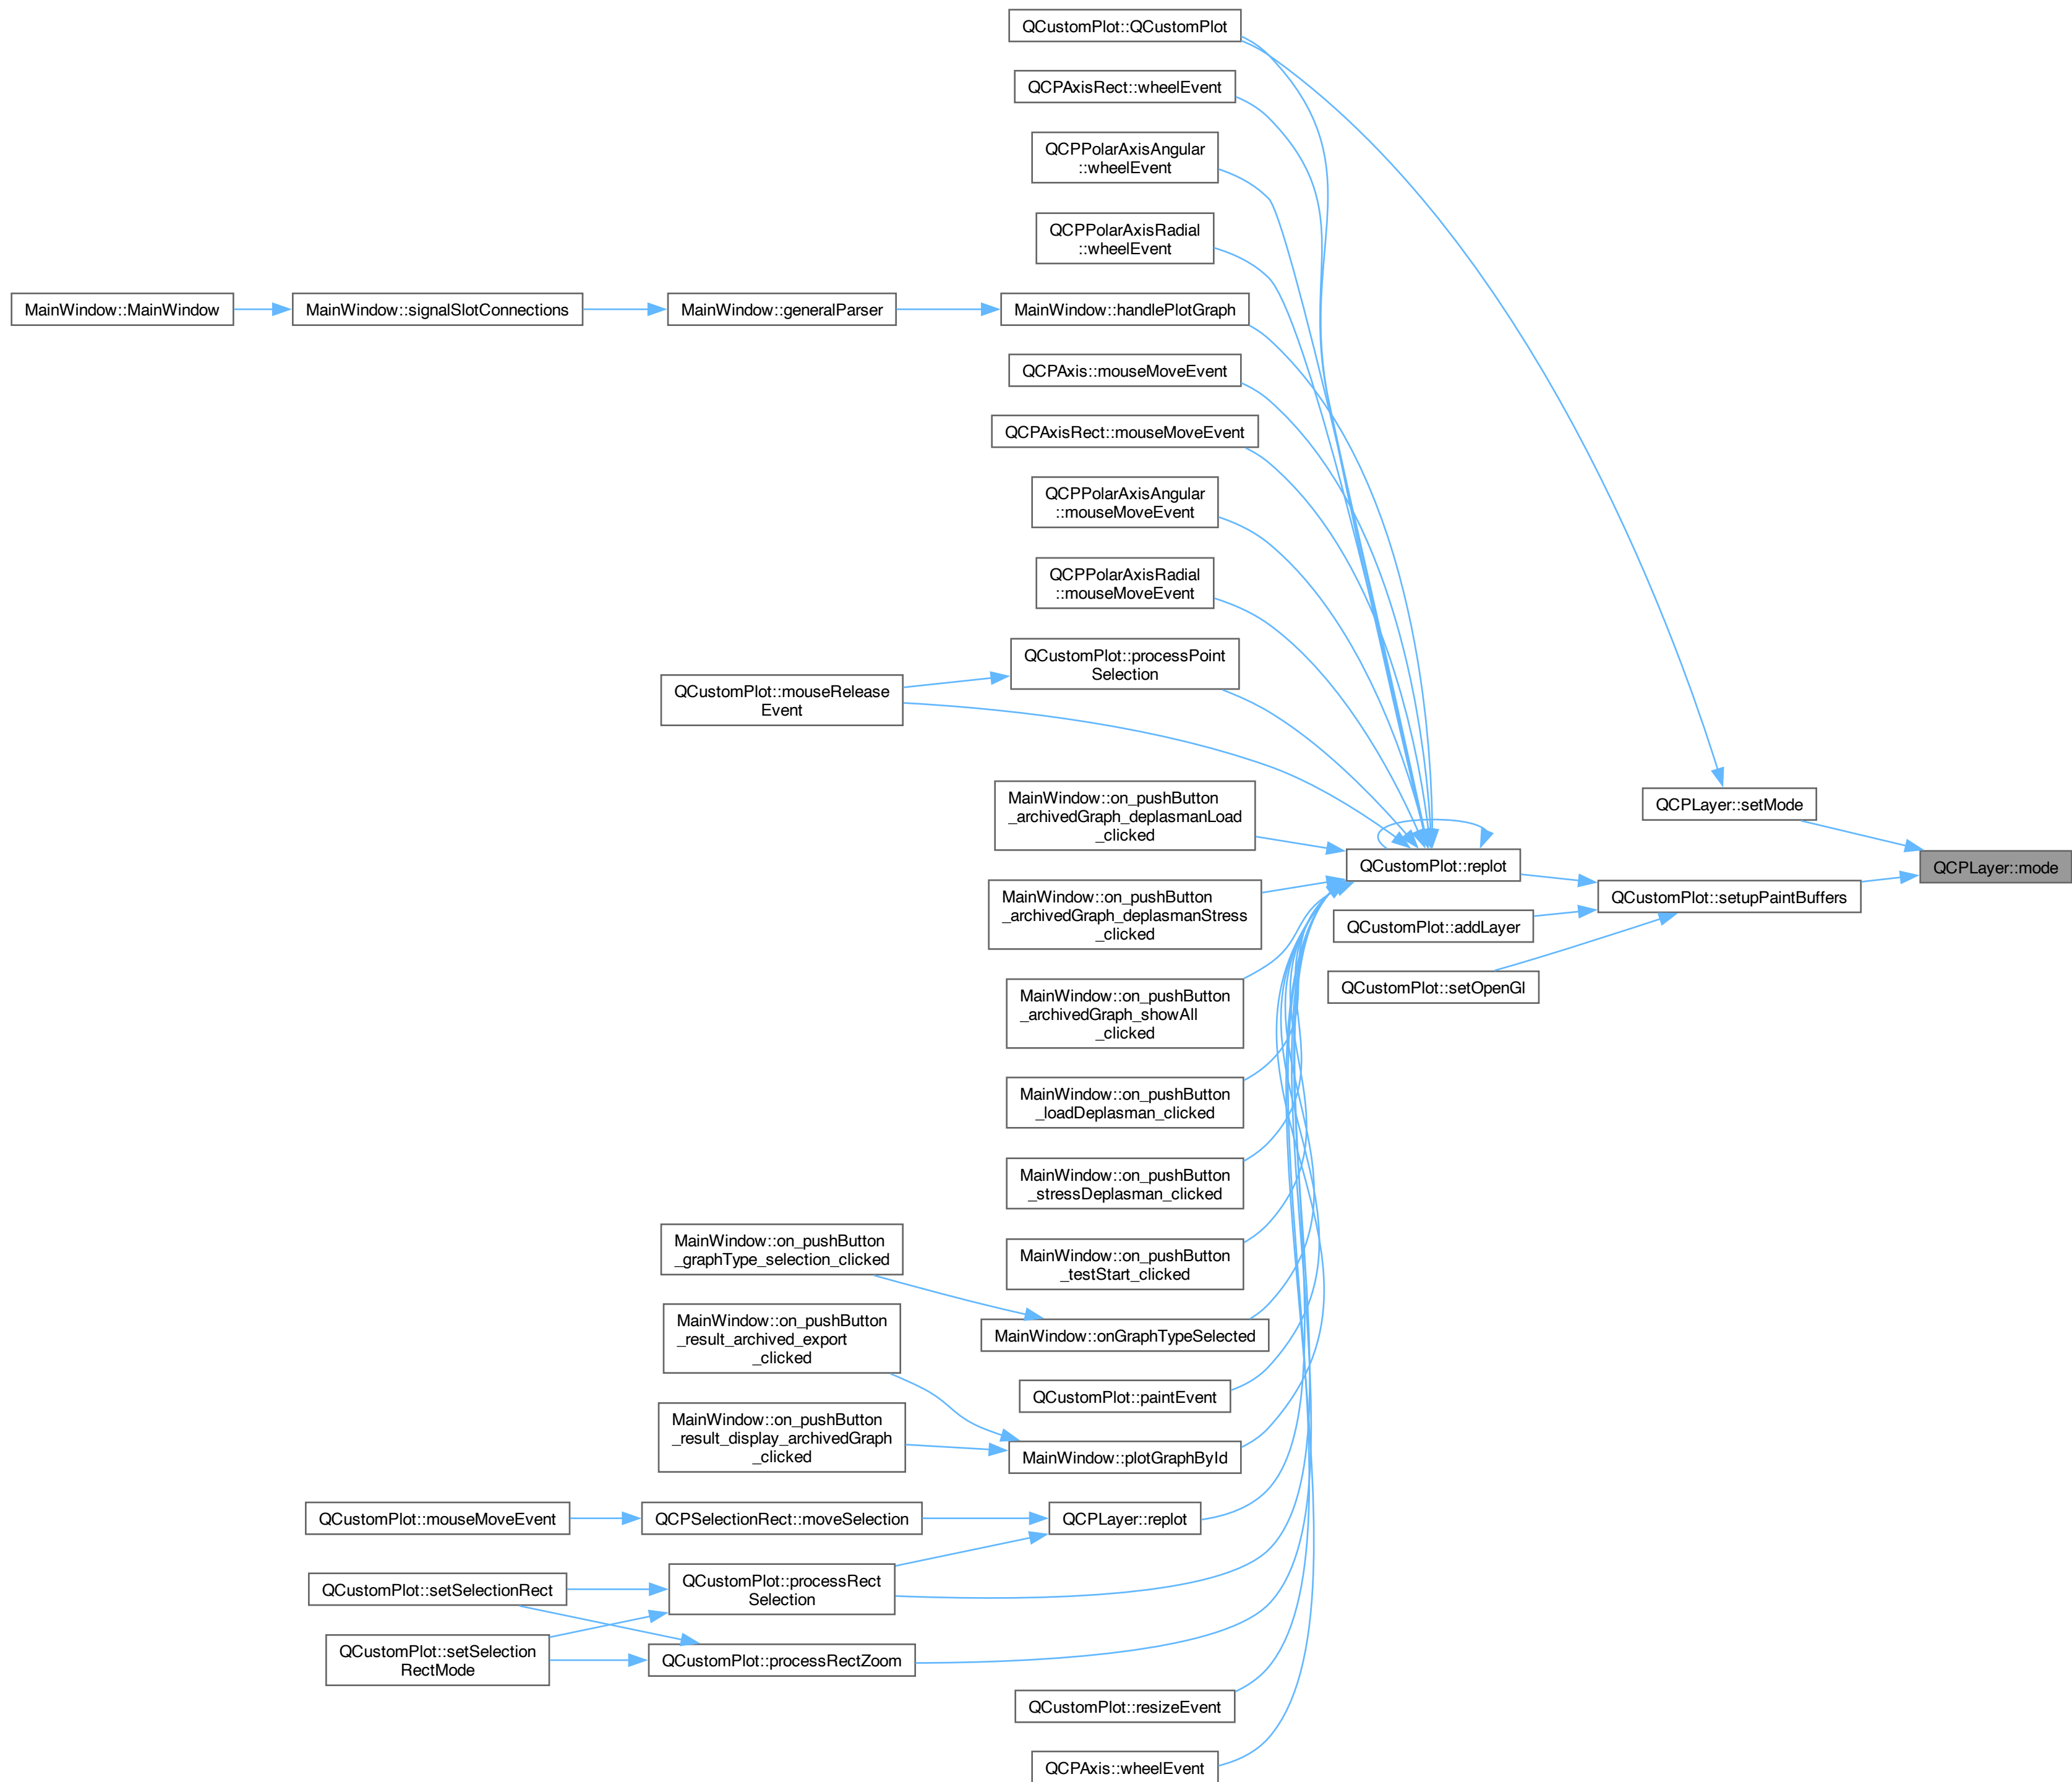 QCustomPlot::QCustomPlot
QCPAxisRect::wheelEvent
QCPPolarAxisAngular
::wheelEvent
QCPPolarAxisRadial
::wheelEvent
MainWindow::MainWindow
MainWindow::signalSlotConnections
MainWindow::generalParser
MainWindow::handlePlotGraph
QCPAxis::mouseMoveEvent
QCPAxisRect::mouseMoveEvent
QCPPolarAxisAngular
::mouseMoveEvent
QCPPolarAxisRadial
::mouseMoveEvent
QCustomPlot::processPoint
Selection
QCustomPlot::mouseRelease
Event
MainWindow::on_pushButton
_archivedGraph_deplasmanLoad
_clicked
QCPLayer::setMode
QCustomPlot::replot
QCPLayer::mode
MainWindow::on_pushButton
_archivedGraph_deplasmanStress
_clicked
QCustomPlot::setupPaintBuffers
QCustomPlot::addLayer
QCustomPlot::setOpenGl
MainWindow::on_pushButton
_archivedGraph_showAll
_clicked
MainWindow::on_pushButton
_loadDeplasman_clicked
MainWindow::on_pushButton
_stressDeplasman_clicked
MainWindow::on_pushButton
_graphType_selection_clicked
MainWindow::on_pushButton
_testStart_clicked
MainWindow::on_pushButton
_result_archived_export
_clicked
MainWindow::onGraphTypeSelected
QCustomPlot::paintEvent
MainWindow::on_pushButton
_result_display_archivedGraph
_clicked
MainWindow::plotGraphById
QCustomPlot::mouseMoveEvent
QCPSelectionRect::moveSelection
QCPLayer::replot
QCustomPlot::setSelectionRect
QCustomPlot::processRect
Selection
QCustomPlot::setSelection
RectMode
QCustomPlot::processRectZoom
QCustomPlot::resizeEvent
QCPAxis::wheelEvent